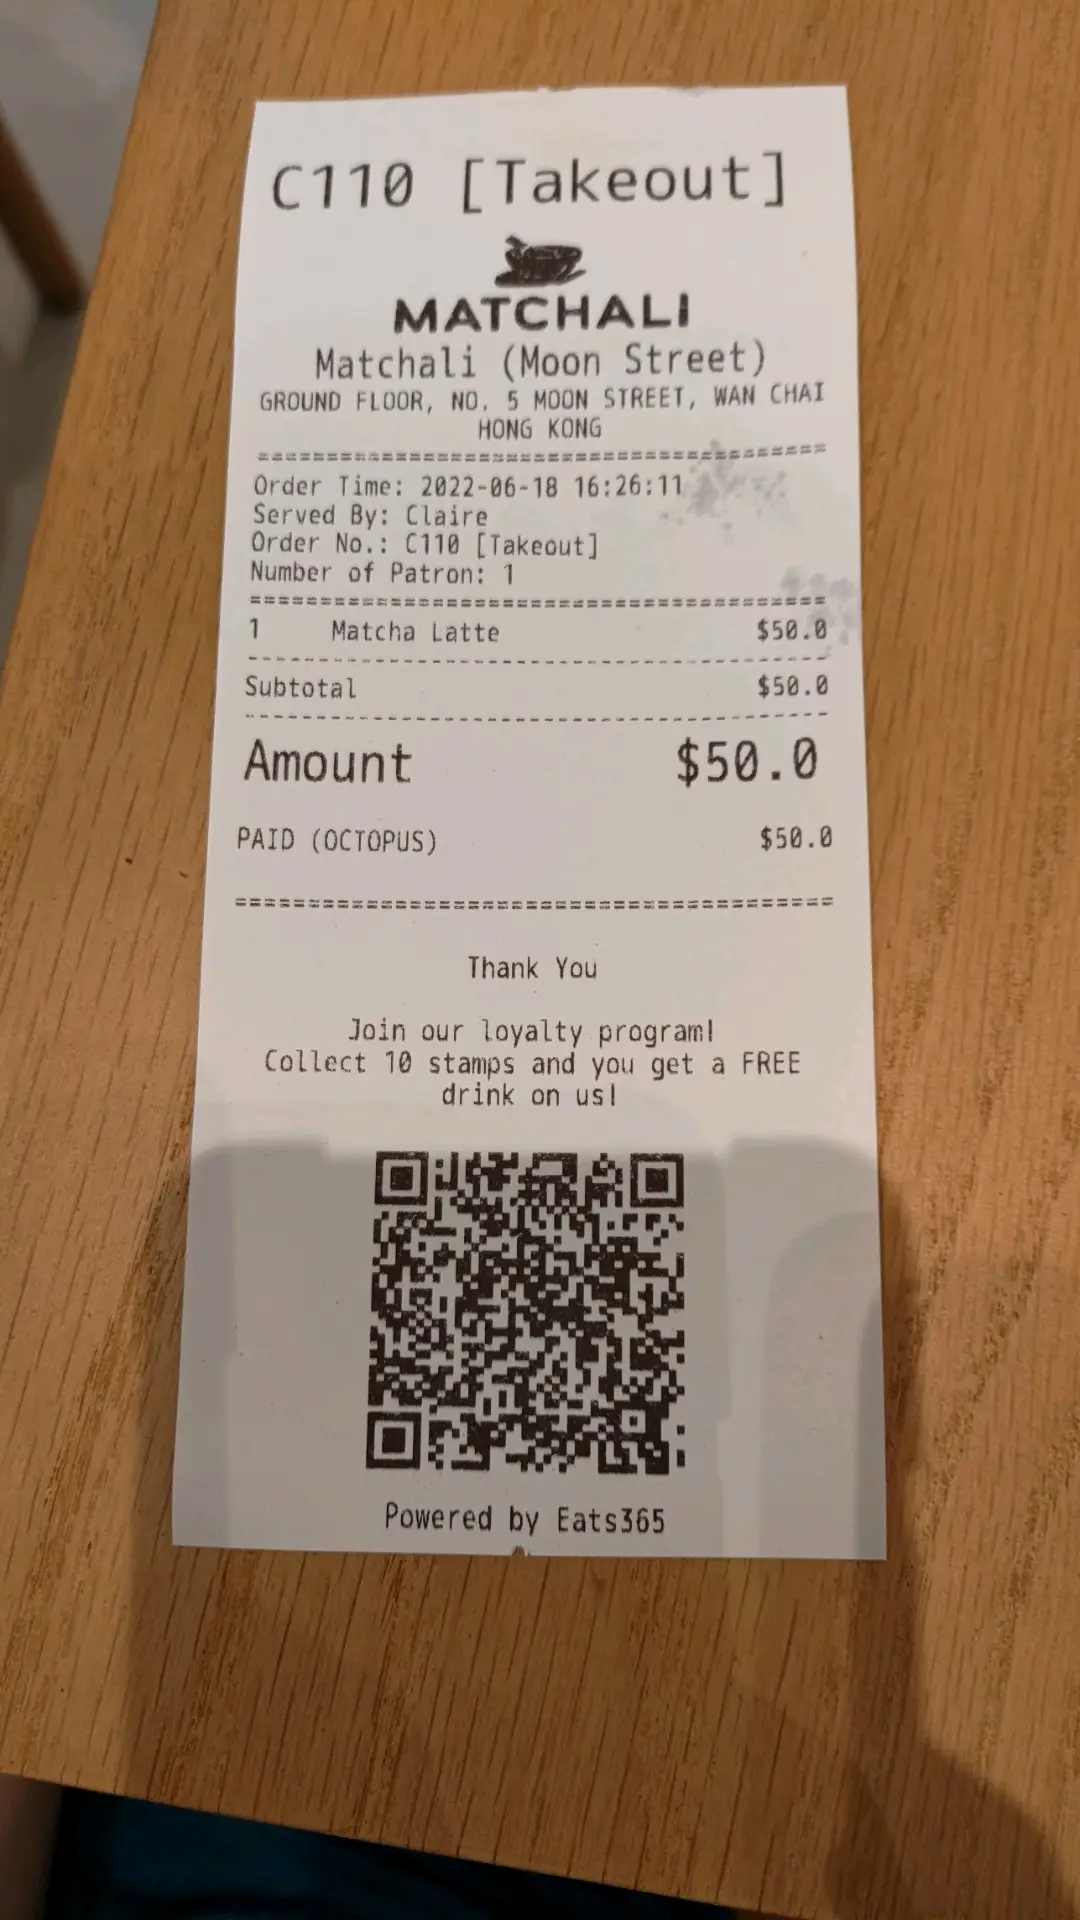 C110 [Takeout]
MATCHALI
Matchali (Moon Street)
GROUND FLOOR, NO. 5 MOON STREET, WAN CHAI
HONG KONG
=========================================
Order Time: 2022-06-18 16:26:11
Served By: Claire
Order No.: C110 [Takeout]
Number of Patron: 1
=========================================
1 Matcha Latte $50.0
-----------------------------------------
Subtotal $50.0
-----------------------------------------
Amount $50.0
PAID (OCTOPUS) $50.0
=========================================
Thank You
Join our loyalty program!
Collect 10 stamps and you get a FREE
drink on us!
Powered by Eats365